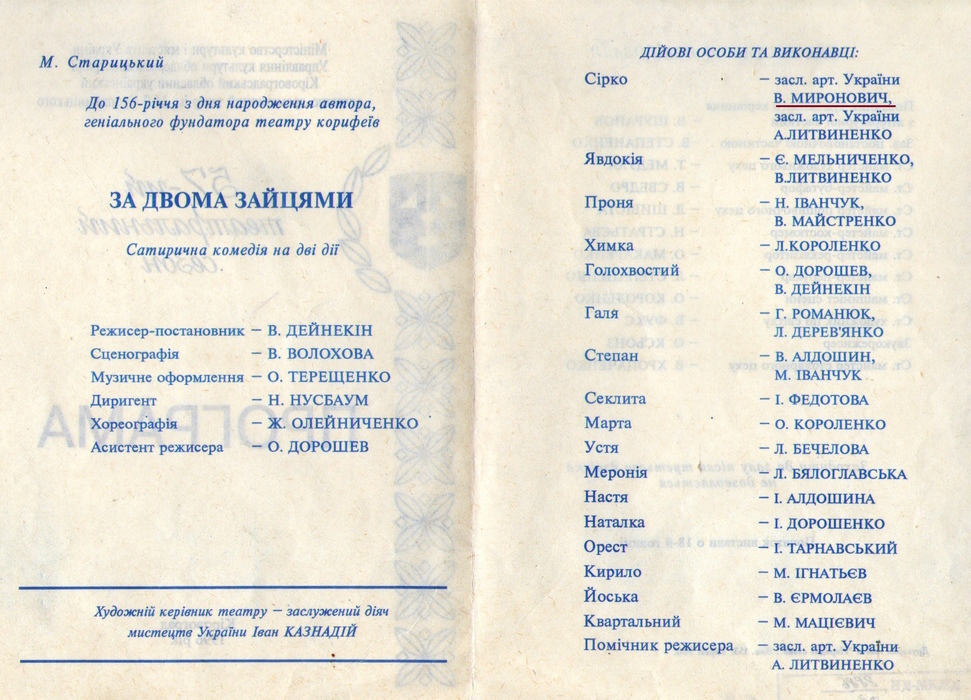 М. Старицький
До 156-річчя з дня народження автора,
геніального фундатора театру корифеїв
ЗА ДВОМА ЗАЙЦЯМИ
Сатирична комедія на дві дії
Режисер-постановник – В. ДЕЙНЕКІН
Сценографія – В. ВОЛОХОВА
Музичне оформлення – О. ТЕРЕЩЕНКО
Диригент – Н. НУСБАУМ
Хореографія – Ж. ОЛЕЙНИЧЕНКО
Асистент режисера – О. ДОРОШЕВ
Художній керівник театру – заслужений діяч
мистецтв України Іван КАЗНАДІЙ
ДІЙОВІ ОСОБИ ТА ВИКОНАВЦІ:
Сірко – засл. арт. України
В. МИРОНОВИЧ,
засл. арт. України
А.ЛИТВИНЕНКО
Явдокія – Є. МЕЛЬНИЧЕНКО,
В.ЛИТВИНЕНКО
Проня – Н. ІВАНЧУК,
В. МАЙСТРЕНКО
Химка – Л.КОРОЛЕНКО
Голохвостий – О. ДОРОШЕВ,
В. ДЕЙНЕКІН
Галя – Г. РОМАНЮК,
Л. ДЕРЕВ'ЯНКО
Степан – В. АЛДОШИН,
М. ІВАНЧУК
Секлита – І. ФЕДОТОВА
Марта – О. КОРОЛЕНКО
Устя – Л. БЕЧЕЛОВА
Меронія – Л. БЯЛОГЛАВСЬКА
Настя – І. АЛДОШИНА
Наталка – І. ДОРОШЕНКО
Орест – І. ТАРНАВСЬКИЙ
Кирило – М. ІГНАТЬЄВ
Йоська – В. ЄРМОЛАЄВ
Квартальний – М. МАЦІЄВИЧ
Помічник режисера – засл. арт. України
А. ЛИТВИНЕНКО